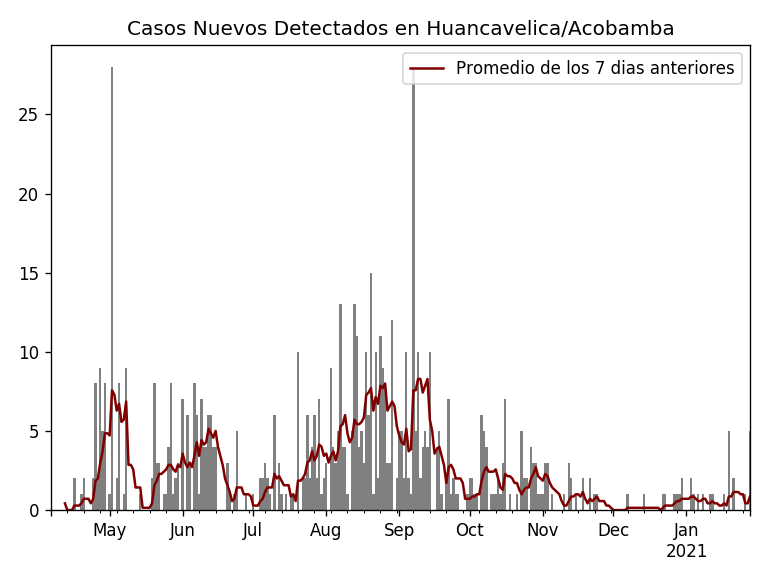 Casos Nuevos Detectados en Huancavelica/Acobamba
Promedio de los 7 dias anteriores
25
20
15
10
5
0
May Jun Jul Aug Sep Oct Nov Dec Jan
2021